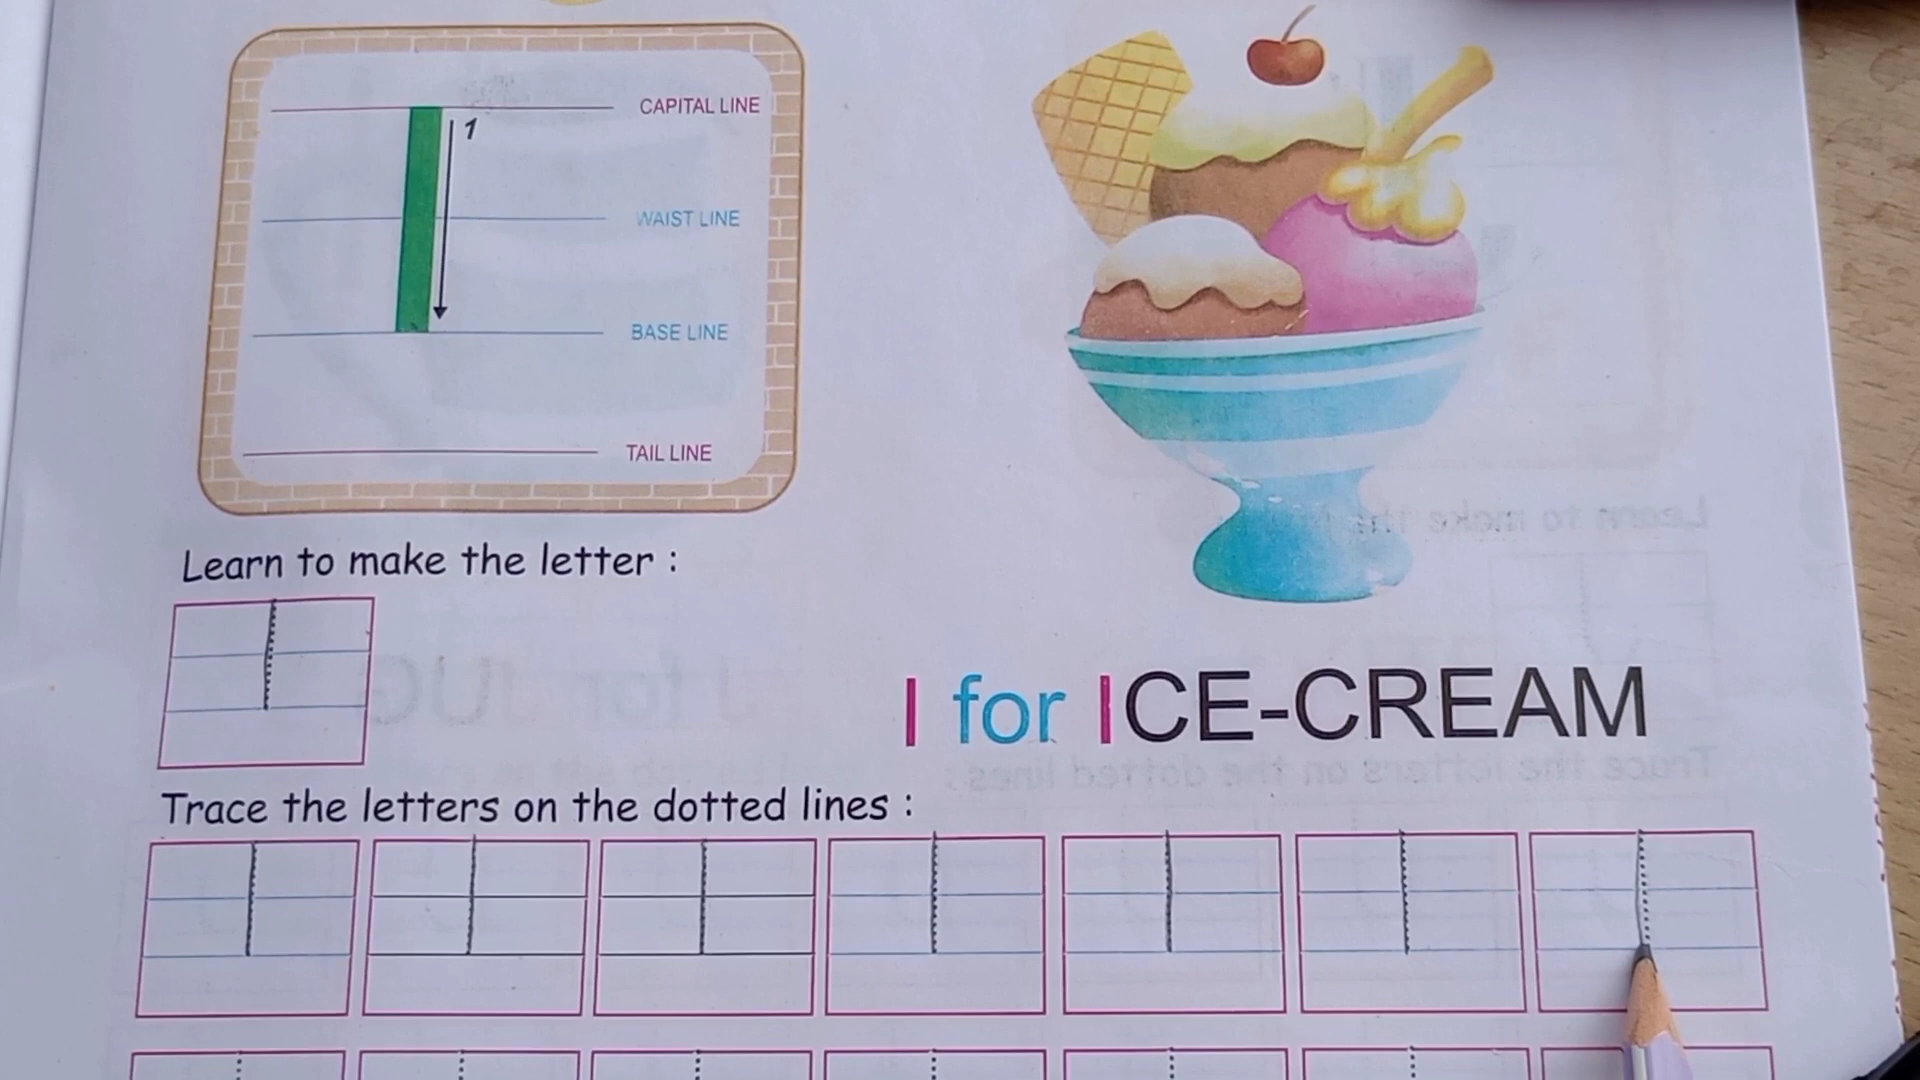 1
CAPITAL LINE
WAIST LINE
BASE LINE
TAIL LINE
Learn to make the letter :
I
I for ICE-CREAM
Trace the letters on the dotted lines :
I I I I I I I